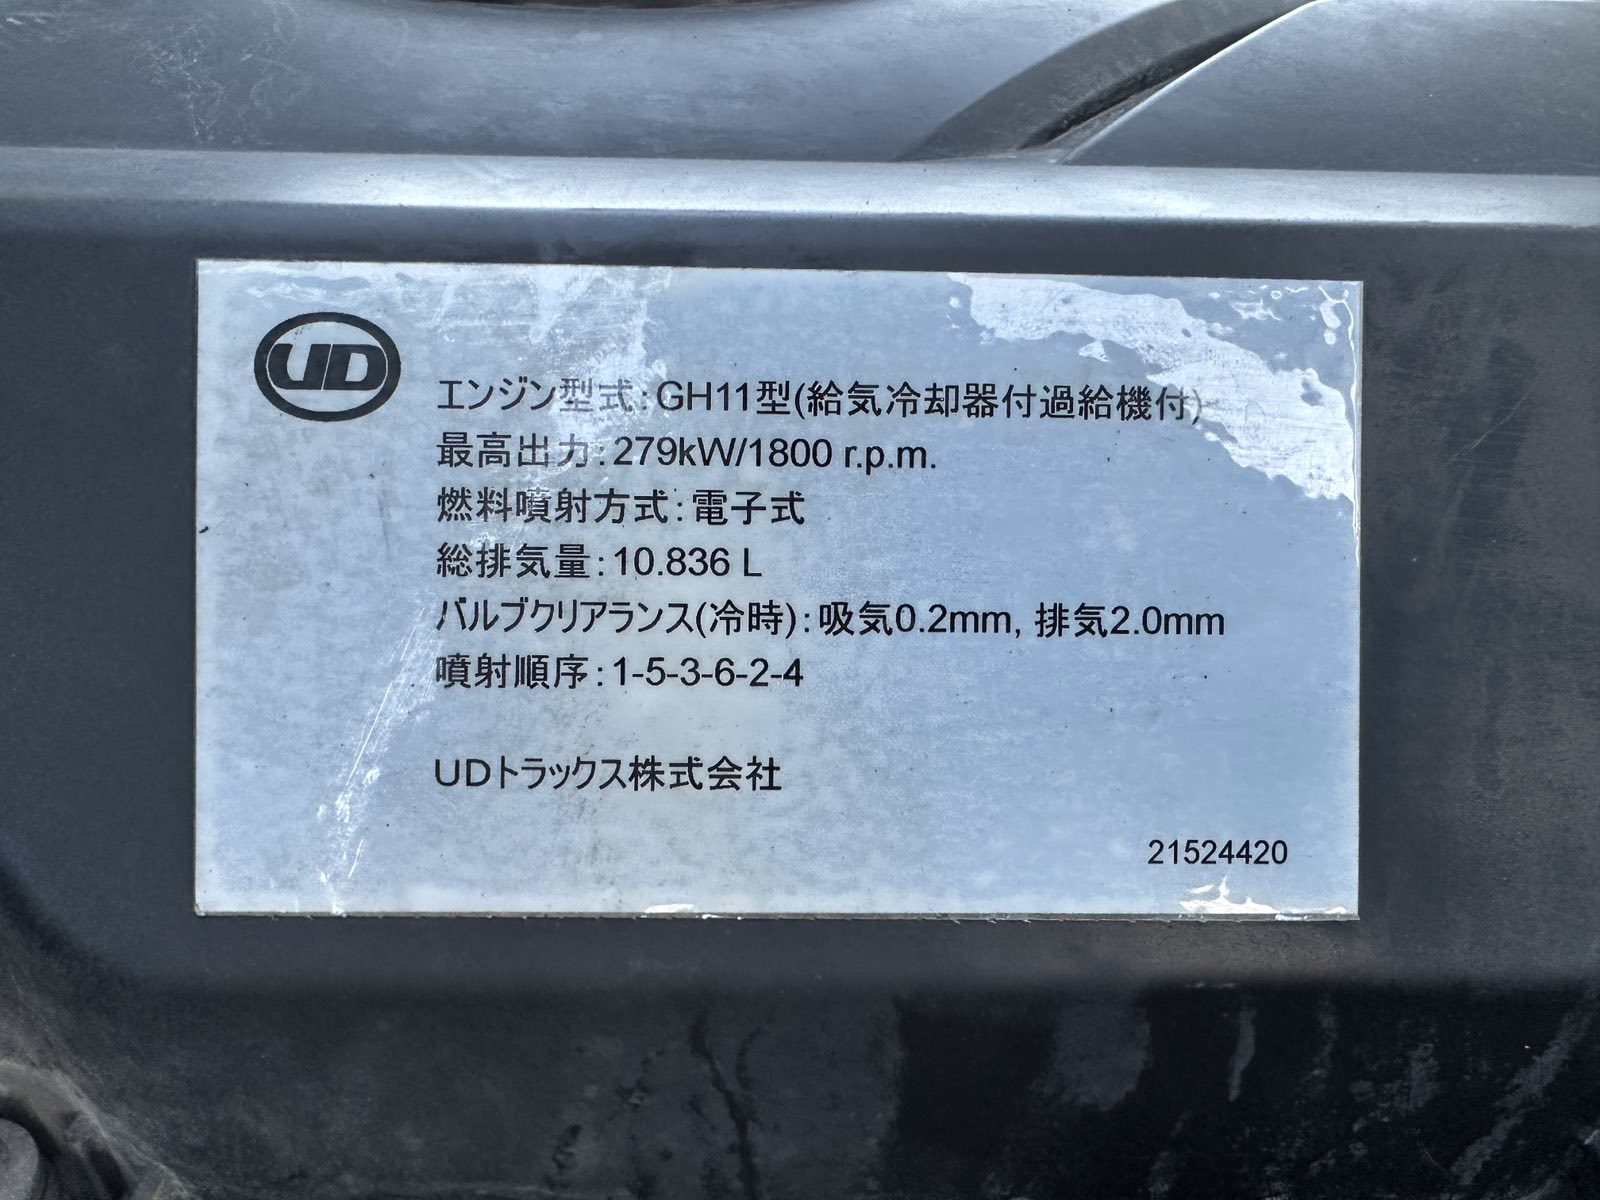 UD
エンジン型式：GH11型(給気冷却器付過給機付)
最高出力：279kW/1800 r.p.m.
燃料噴射方式：電子式
総排気量：10.836 L
バルブクリアランス(冷時)：吸気0.2mm, 排気2.0mm
噴射順序：1-5-3-6-2-4
UDトラックス株式会社
21524420